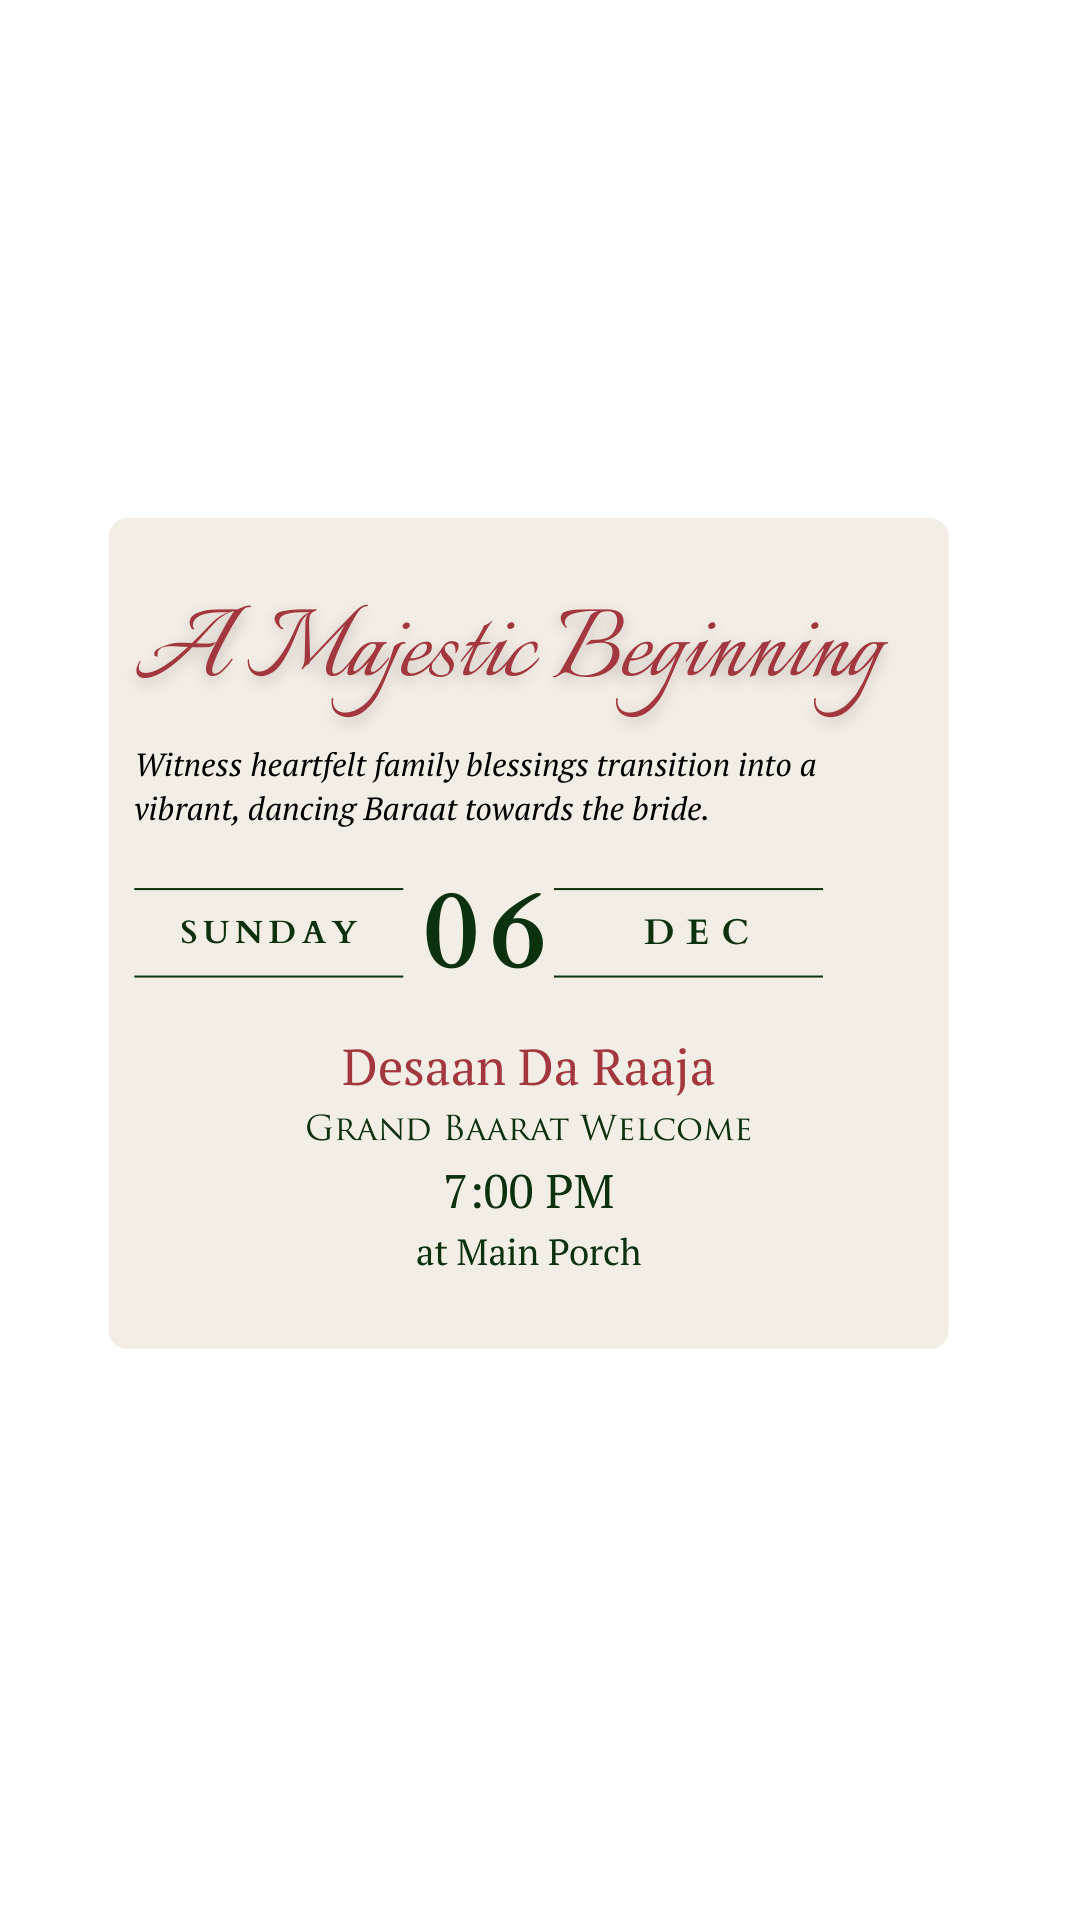 A Majestic Beginning
Witness heartfelt family blessings transition into a
vibrant, dancing Baraat towards the bride.
SUNDAY 06 DEC
Desaan Da Raaja
Grand Baarat Welcome
7:00 PM
at Main Porch